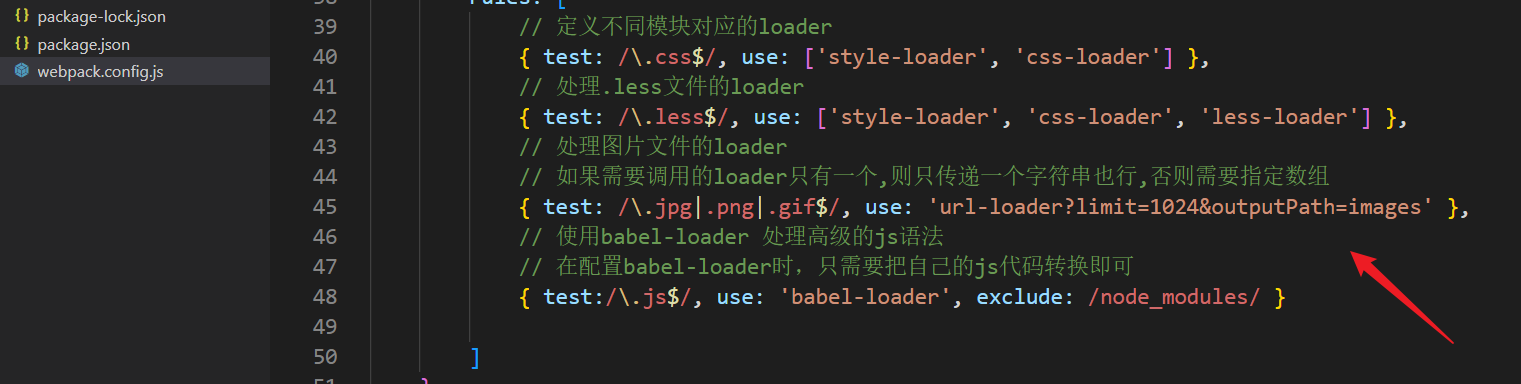 package-lock.json
package.json
webpack.config.js
rules: [
39 // 定义不同模块对应的loader
40 { test: /\.css$/, use: ['style-loader', 'css-loader'] },
41 // 处理.less文件的loader
42 { test: /\.less$/, use: ['style-loader', 'css-loader', 'less-loader'] },
43 // 处理图片文件的loader
44 // 如果需要调用的loader只有一个,则只传递一个字符串也行,否则需要指定数组
45 { test: /\.jpg|.png|.gif$/, use: 'url-loader?limit=1024&outputPath=images' },
46 // 使用babel-loader 处理高级的js语法
47 // 在配置babel-loader时，只需要把自己的js代码转换即可
48 { test:/\.js$/, use: 'babel-loader', exclude: /node_modules/ }
49
50 ]
}